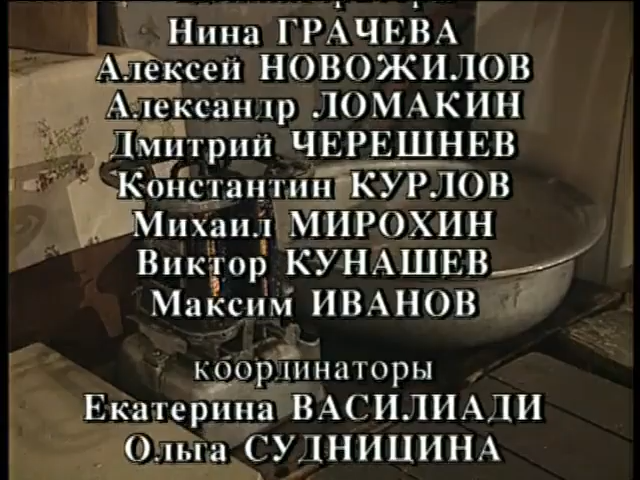 Нина ГРАЧЕВА
Алексей НОВОЖИЛОВ
Александр ЛОМАКИН
Дмитрий ЧЕРЕШНЕВ
Константин КУРЛОВ
Михаил МИРОХИН
Виктор КУНАШЕВ
Максим ИВАНОВ
координаторы
Екатерина ВАСИЛИАДИ
Ольга СУДНИЦИНА